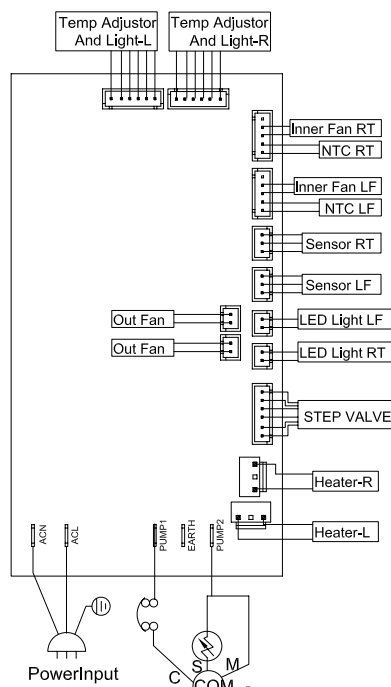 Temp Adjustor
And Light-L
Temp Adjustor
And Light-R
Inner Fan RT
NTC RT
Inner Fan LF
NTC LF
Sensor RT
Sensor LF
Out Fan
LED Light LF
Out Fan
LED Light RT
STEP VALVE
Heater-R
Heater-L
ACN
ACL
PUMP1
EARTH
PUMP2
PowerInput
C
S
M
COM